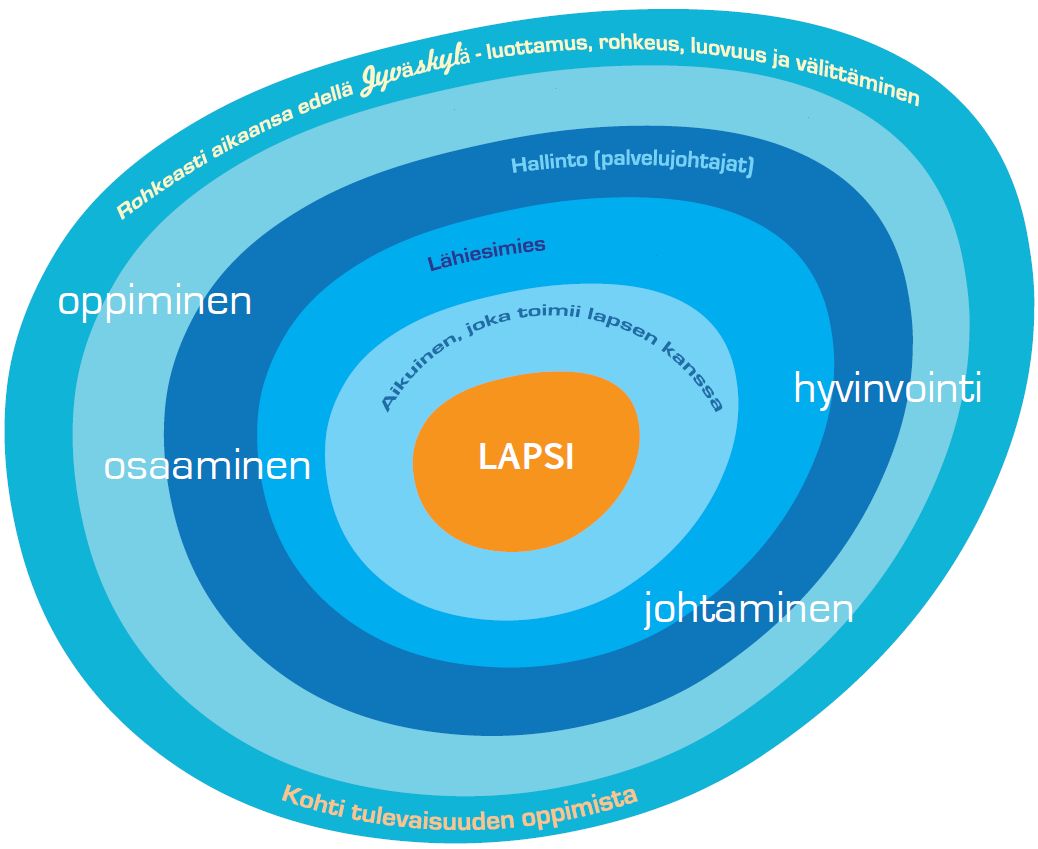 Rohkeasti aikaansa edellä Jyväskylä - luottamus, rohkeus, luovuus ja välittäminen
Hallinto (palvelujohtajat)
Lähiesimies
oppiminen
Aikuinen, joka toimii lapsen kanssa
hyvinvointi
LAPSI
osaaminen
johtaminen
Kohti tulevaisuuden oppimista